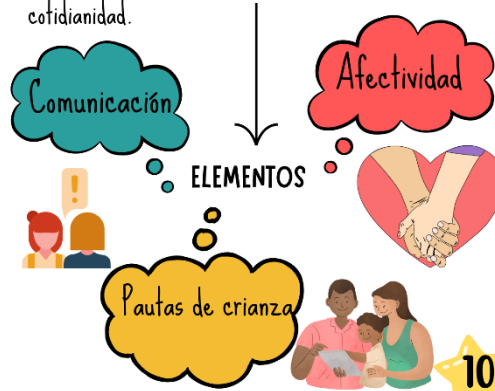 cotidianidad.
Comunicación
Afectividad
!
ELEMENTOS
Pautas de crianza
10